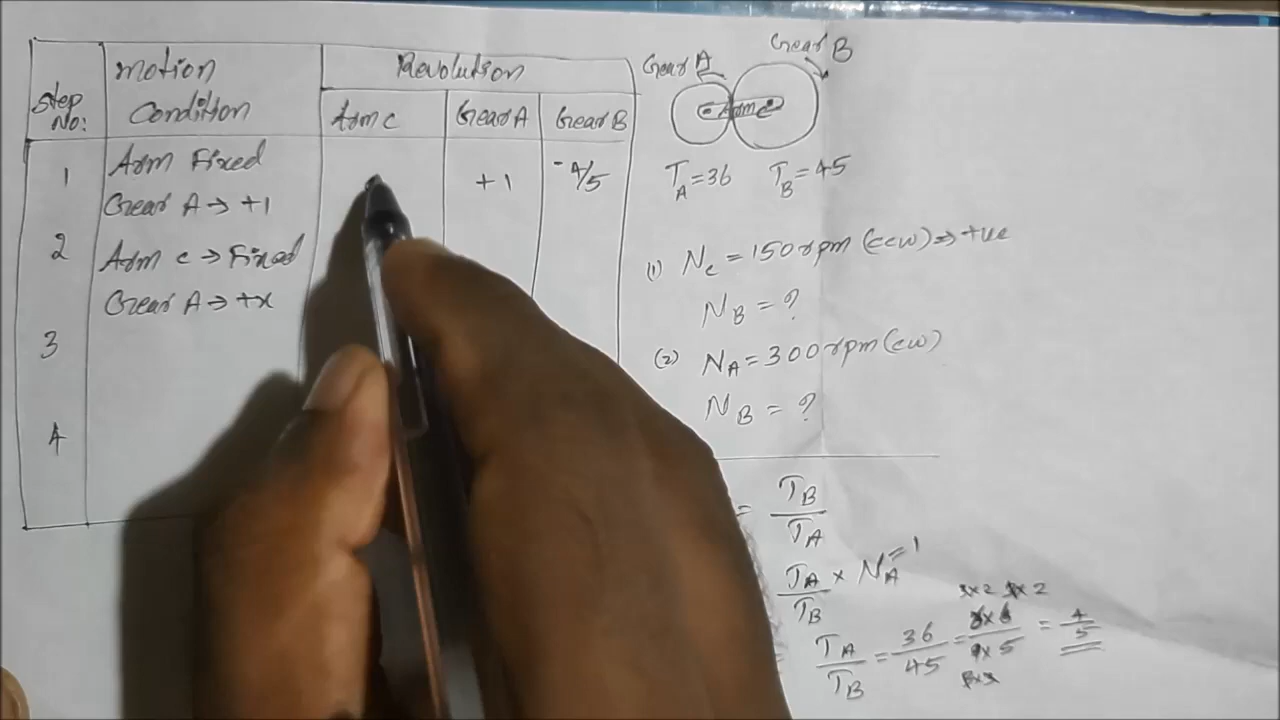 Step No:
Motion Condition
Revolution
Arm C
Gear A
Gear B
1
Arm Fixed
Gear A → +1
+1
-4/5
2
Arm C → Fixed
Gear A → +x
3
4
Gear A
Gear B
Arm C
T_A = 36 T_B = 45
(1) N_C = 150 rpm (ccw) ⇒ +ve
N_B = ?
(2) N_A = 300 rpm (cw)
N_B = ?
= T_B / T_A
T_A / T_B × N_A = 1
T_A / T_B = 36 / 45 = / = 4 / 5